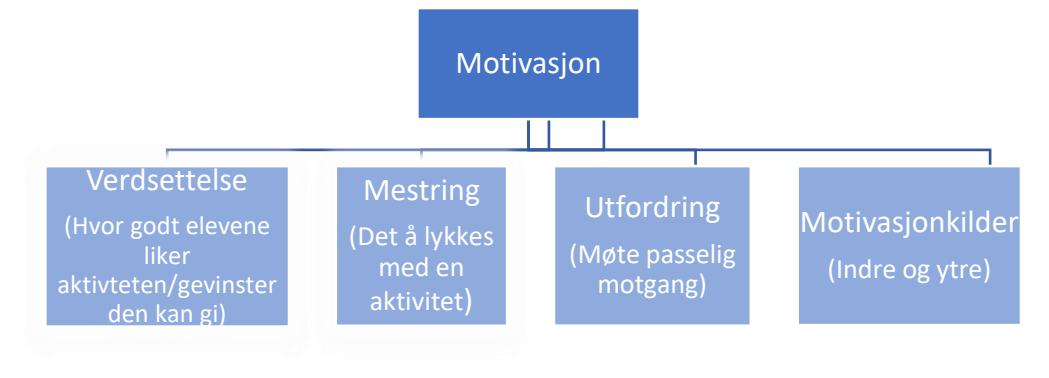 Motivasjon
Verdsettelse
(Hvor godt elevene
liker
aktivteten/gevinster
den kan gi)
Mestring
(Det å lykkes
med en
aktivitet)
Utfordring
(Møte passelig
motgang)
Motivasjonkilder
(Indre og ytre)